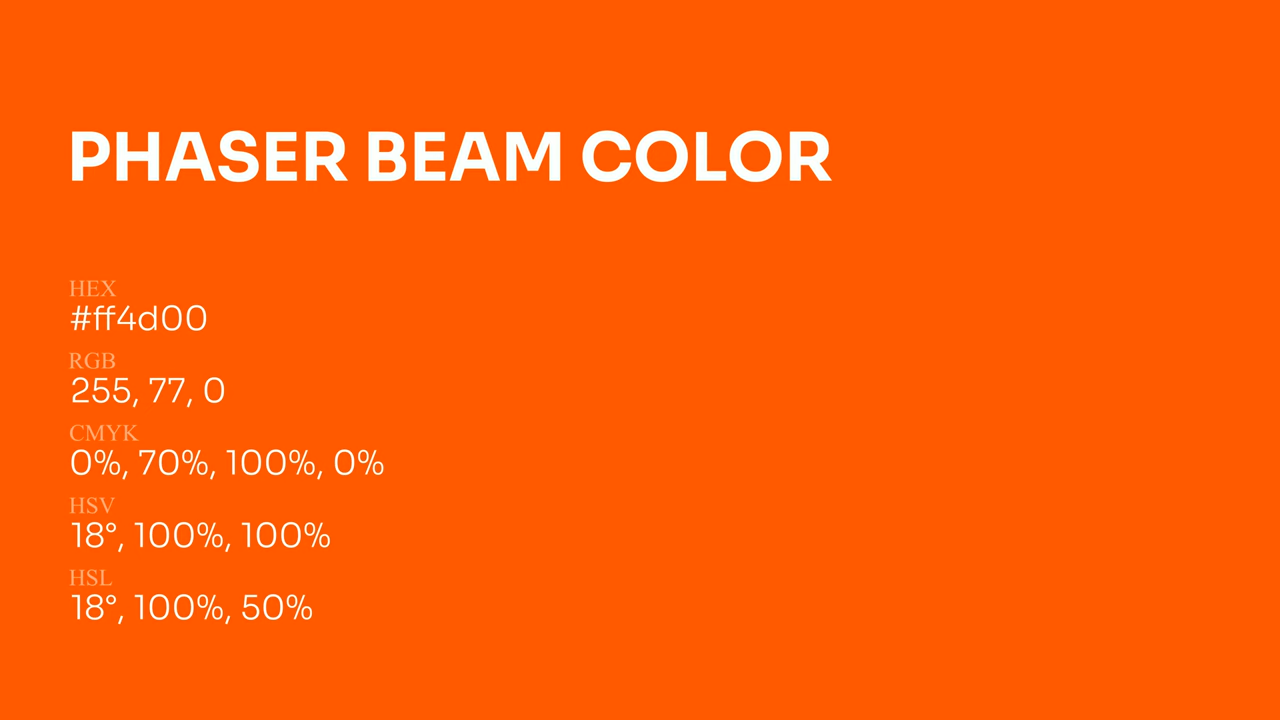 PHASER BEAM COLOR
HEX
#ff4d00
RGB
255, 77, 0
CMYK
0%, 70%, 100%, 0%
HSV
18°, 100%, 100%
HSL
18°, 100%, 50%